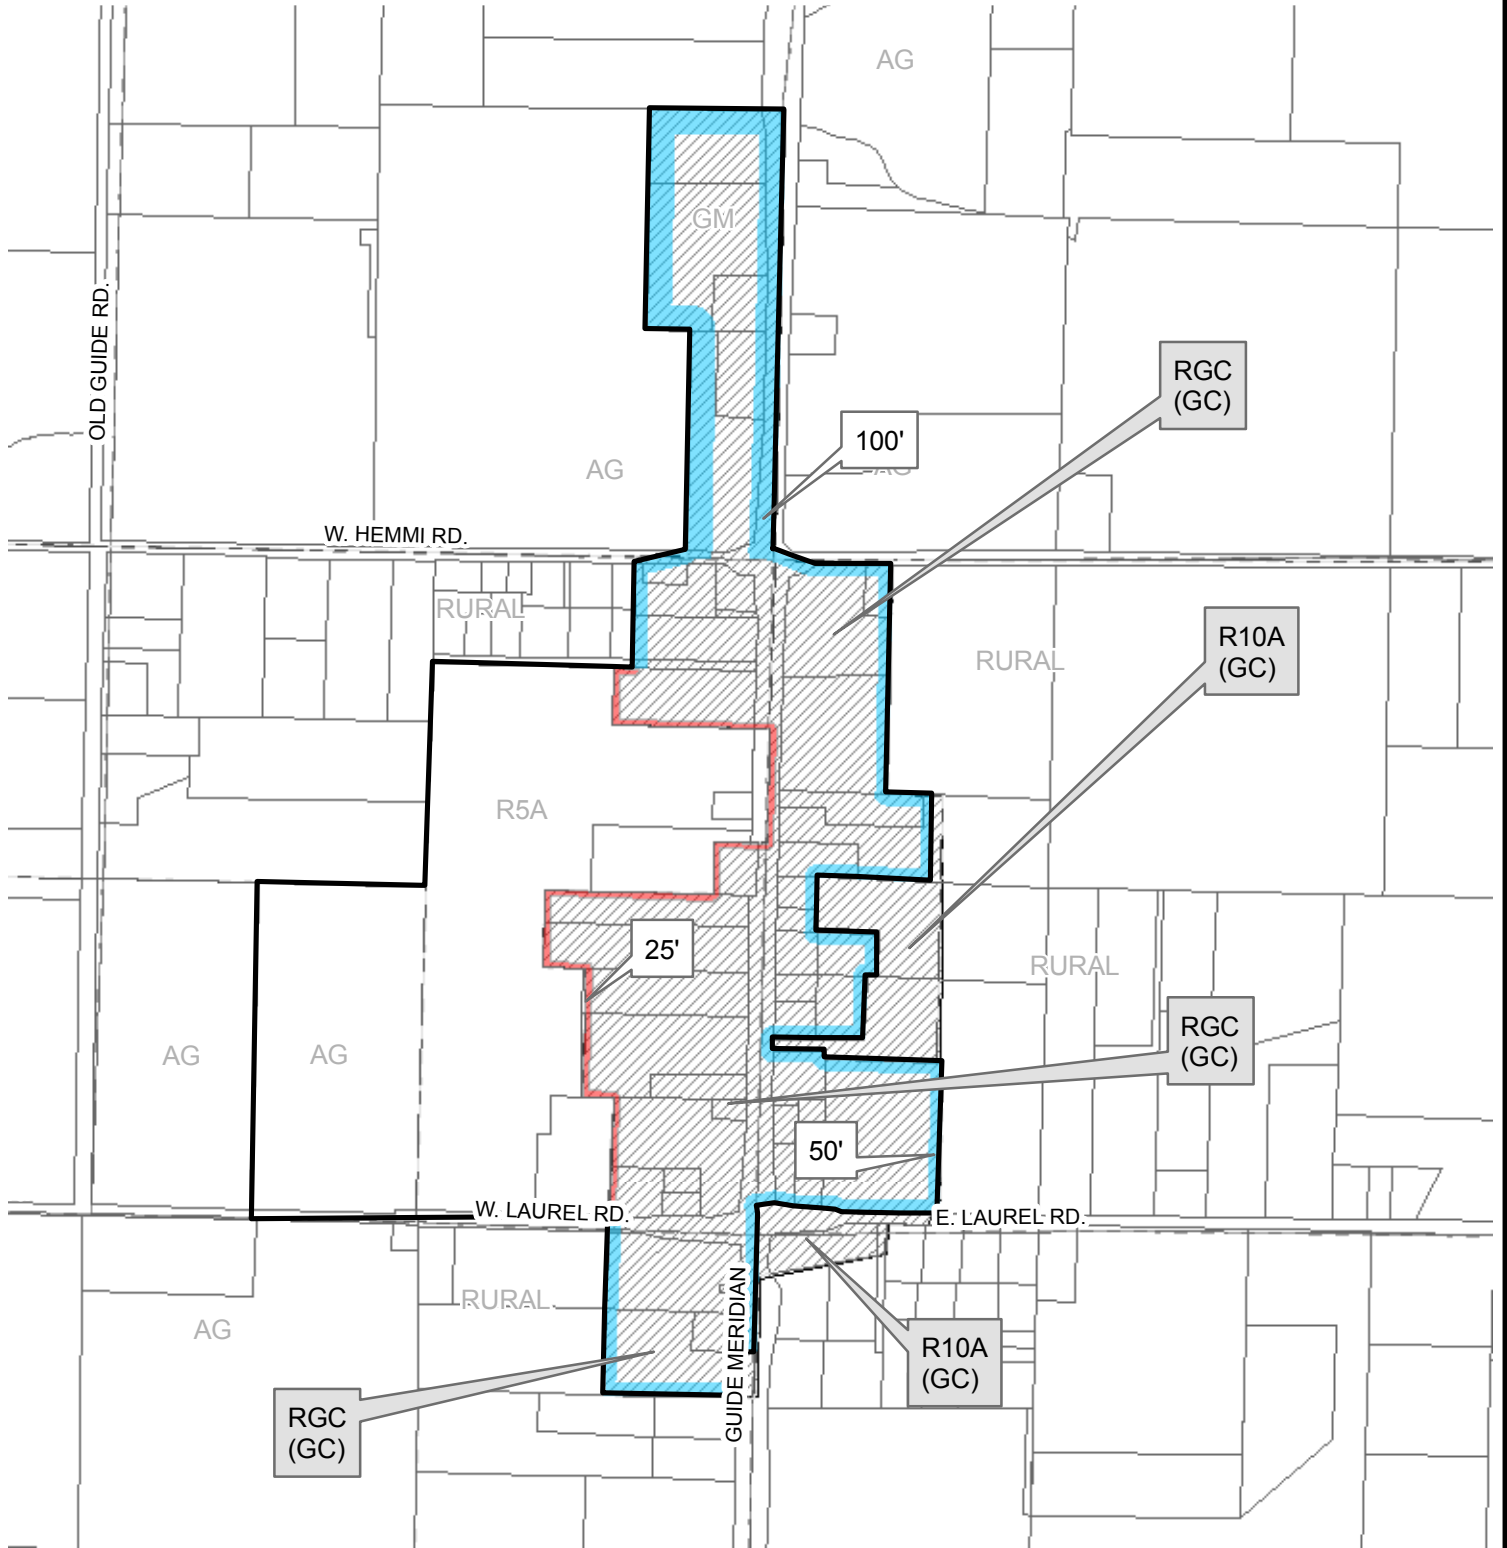 AG
GM
OLD GUIDE RD.
RGC
(GC)
100'
AG
AG
W. HEMMI RD.
RURAL
R10A
(GC)
RURAL
R5A
25'
RURAL
RGC
(GC)
AG
AG
50'
W. LAUREL RD.
E. LAUREL RD.
RURAL
AG
GUIDE MERIDIAN
R10A
(GC)
RGC
(GC)